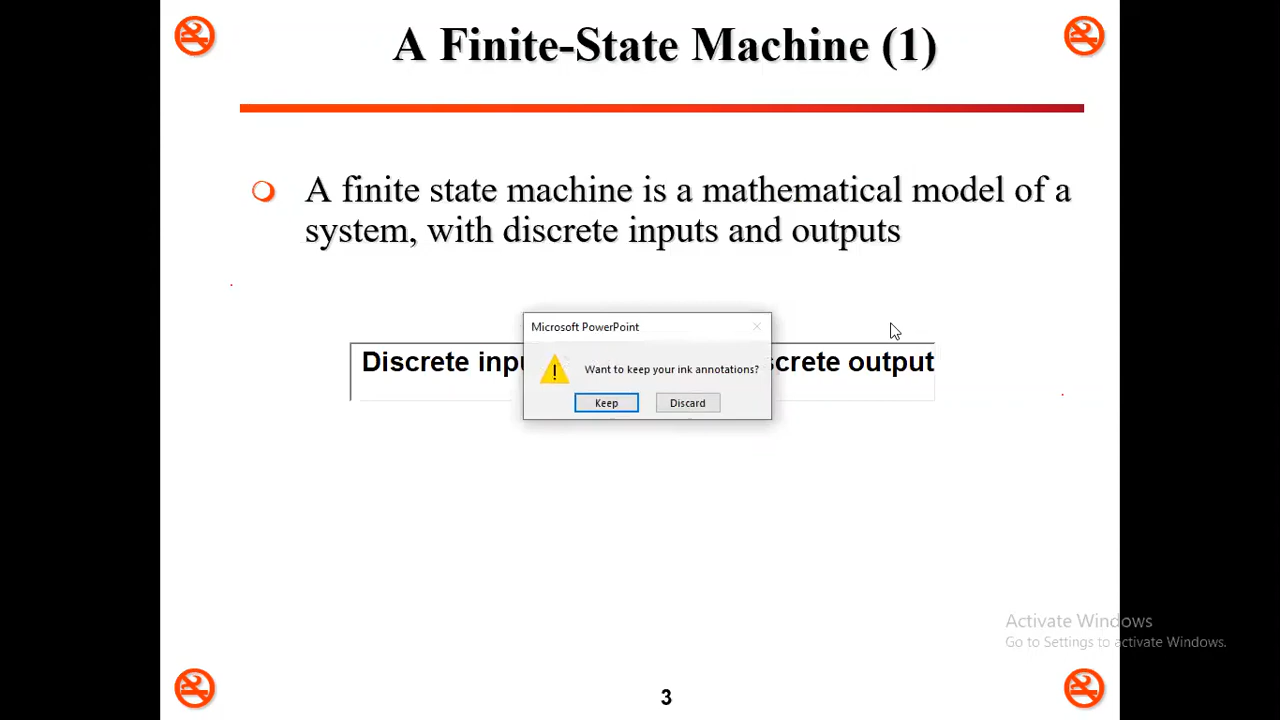 A Finite-State Machine (1)
A finite state machine is a mathematical model of a
system, with discrete inputs and outputs
Microsoft PowerPoint
Discrete
output
Want to keep your ink annotations?
Keep
Discard
Activate Windows
Go to Settings to activate Windows.
3